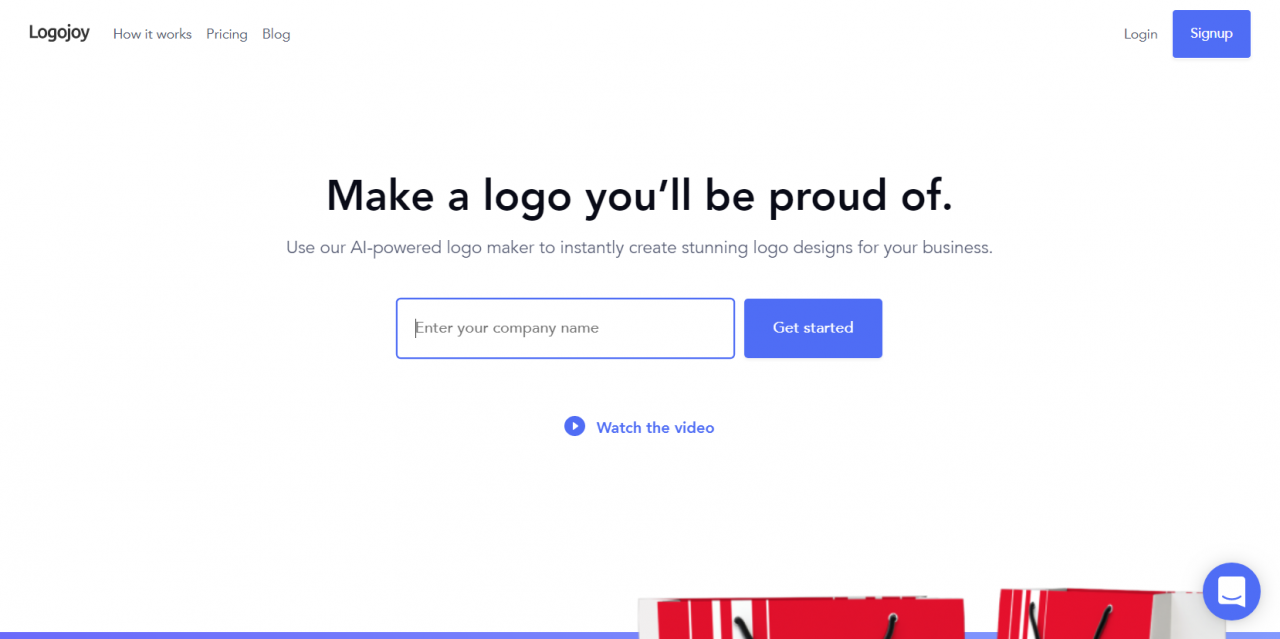 Logojoy How it works Pricing Blog Login Signup
Make a logo you’ll be proud of.
Use our AI-powered logo maker to instantly create stunning logo designs for your business.
Enter your company name Get started
Watch the video